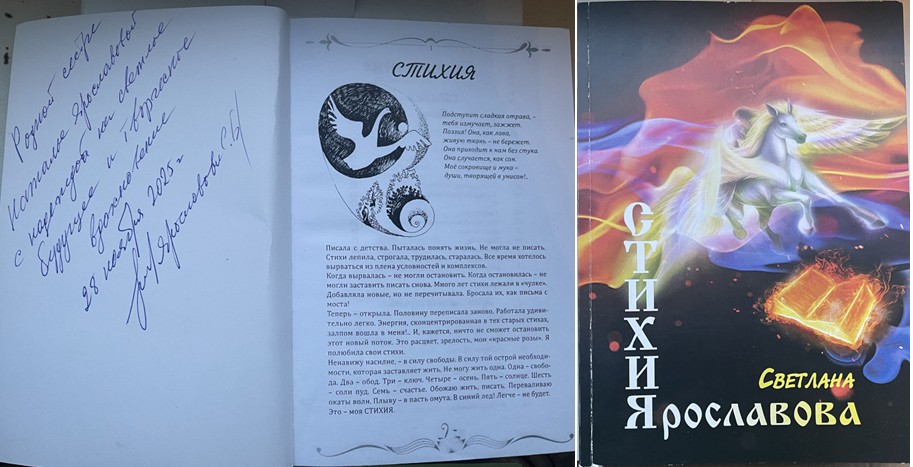 Родной сестре
Наталье Ярославовой
с надеждой на светлое
будущее и творческое
вдохновение
28 ноября 2025 г
Ярославова
СТИХИЯ
Подступит сладкая отрава, –
тебя измучает, зажжет.
Поэзия! Она, как лава,
живую ткань – не бережет.
Она приходит к нам без стука.
Она случается, как сон.
Моё сокровище и мука –
души, творящей в унисон!..
Писала с детства. Пыталась понять жизнь. Не могла не писать.
Стихи лепила, строгала, трудилась, старалась. Все время хотелось
вырваться из плена условностей и комплексов.
Когда вырвалась – не могли остановить. Когда остановилась – не
могли заставить писать снова. Много лет стихи лежали в «чулке».
Добавляла новые, но не перечитывала. Бросала их, как письма с
моста!
Теперь – открыла. Половину переписала заново. Работала удиви-
тельно легко. Энергия, сконцентрированная в тех старых стихах,
залпом вошла в меня!.. И, кажется, ничто не сможет остановить
этот новый поток. Это расцвет, зрелость, мои «красные розы». Я
полюбила свои стихи.
Ненавижу насилие, – в силу свободы. В силу той острой необходи-
мости, которая заставляет жить. Не могу жить одна. Одна – свобо-
да. Два – обод. Три – ключ. Четыре – осень. Пять – солнце. Шесть
– соли пуд. Семь – счастье. Обожаю жить, писать. Переваливаю
окаты волн. Плыву – в пасть омута. В синий лед! Легче – не будет.
Это – моя СТИХИЯ.
2
СТИХИЯ
СВЕТЛАНА
Ярославова